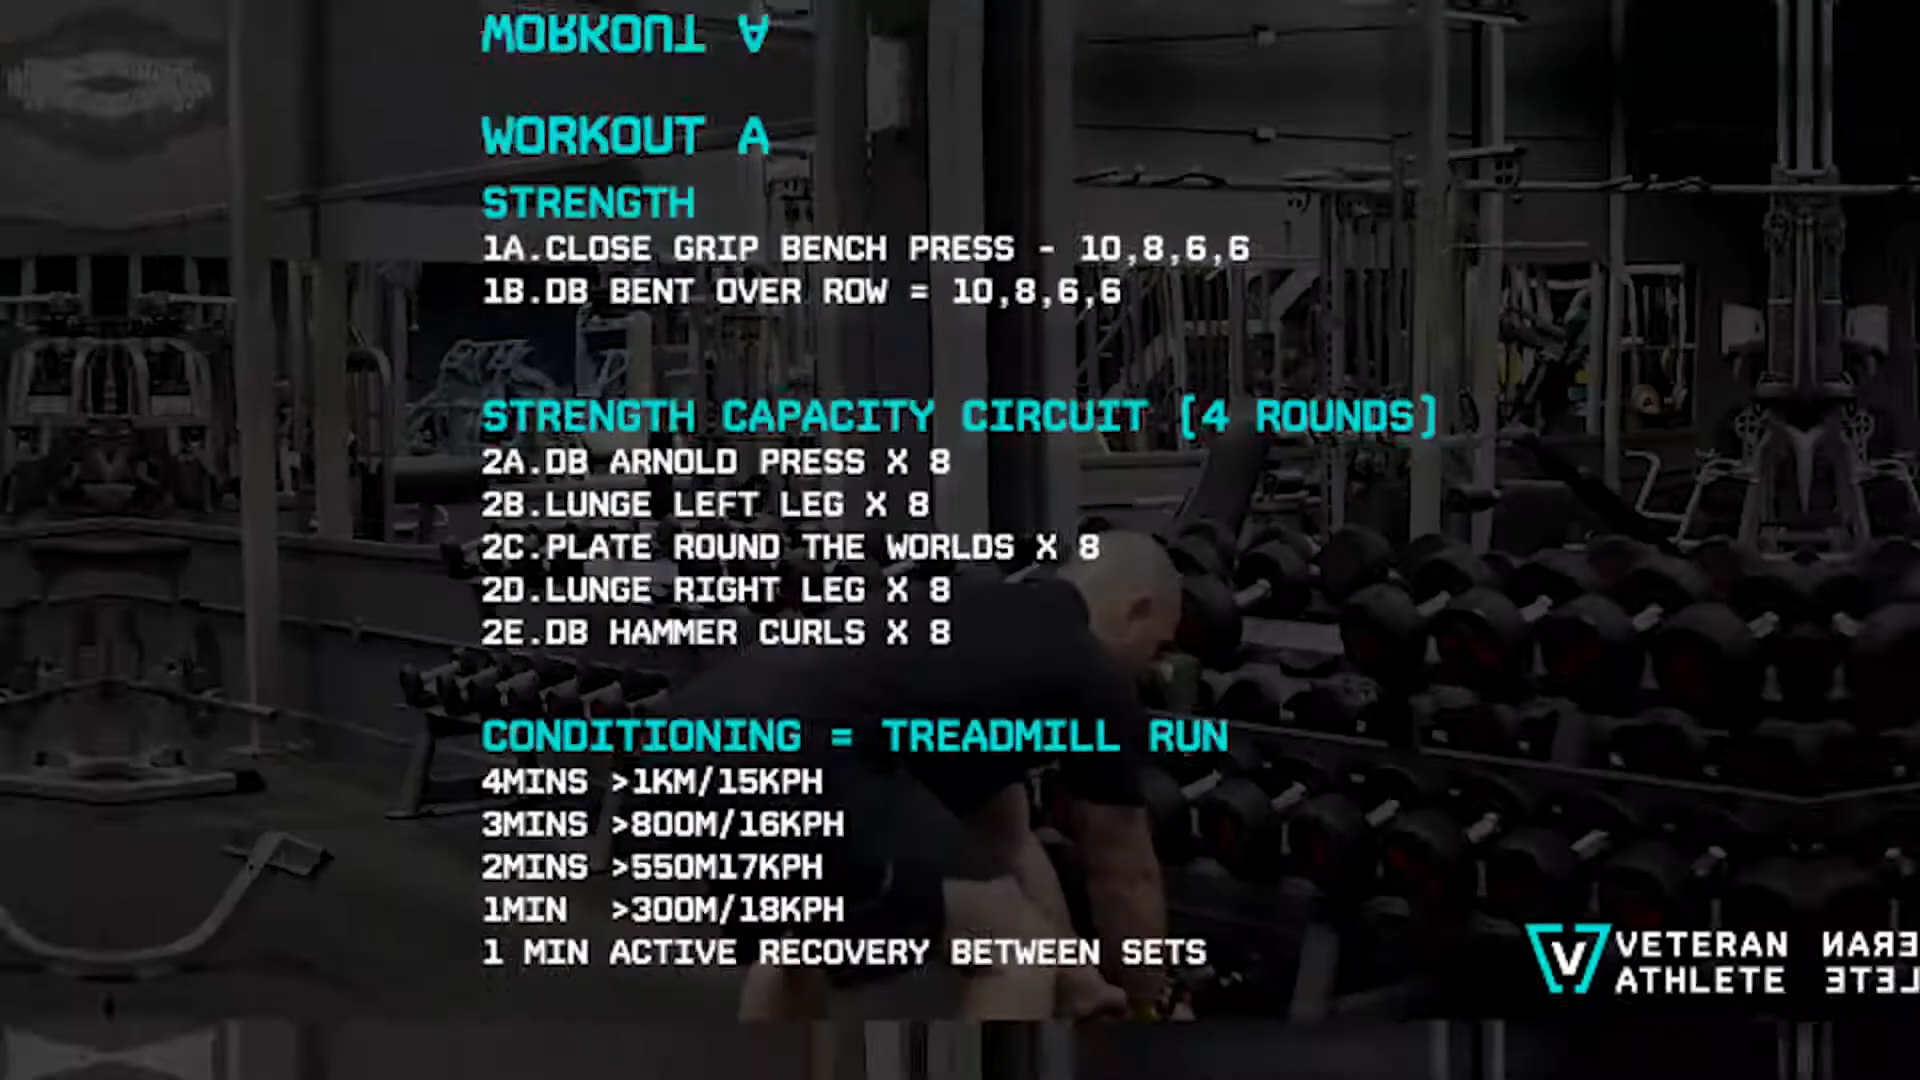 WORKOUT A
WORKOUT A
STRENGTH
1A.CLOSE GRIP BENCH PRESS - 10,8,6,6
1B.DB BENT OVER ROW = 10,8,6,6
STRENGTH CAPACITY CIRCUIT [4 ROUNDS]
2A.DB ARNOLD PRESS X 8
2B.LUNGE LEFT LEG X 8
2C.PLATE ROUND THE WORLDS X 8
2D.LUNGE RIGHT LEG X 8
2E.DB HAMMER CURLS X 8
CONDITIONING = TREADMILL RUN
4MINS >1KM/15KPH
3MINS >800M/16KPH
2MINS >550M17KPH
1MIN >300M/18KPH
1 MIN ACTIVE RECOVERY BETWEEN SETS
VETERAN
ATHLETE